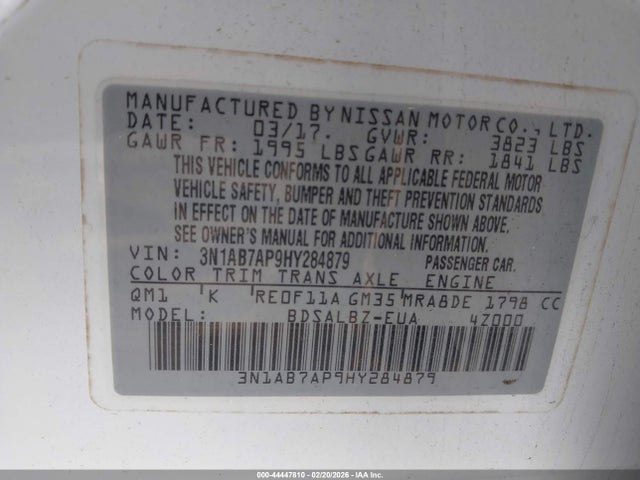 MANUFACTURED BY NISSAN MOTOR CO., LTD.
DATE: 03/17. GVWR: 3823 LBS
GAWR FR: 1995 LBS GAWR RR: 1841 LBS
THIS VEHICLE CONFORMS TO ALL APPLICABLE FEDERAL MOTOR
VEHICLE SAFETY, BUMPER AND THEFT PREVENTION STANDARDS
IN EFFECT ON THE DATE OF MANUFACTURE SHOWN ABOVE.
SEE OWNER'S MANUAL FOR ADDITIONAL INFORMATION.
VIN: 3N1AB7AP9HY284879 PASSENGER CAR.
COLOR TRIM TRANS AXLE ENGINE
QM1 K RE0F11A GM35 MRA8DE 1798 CC
MODEL: BDSALBZ-EUA 4Z000
3N1AB7AP9HY284879
000-44447610 - 02/20/2026 - IAA Inc.